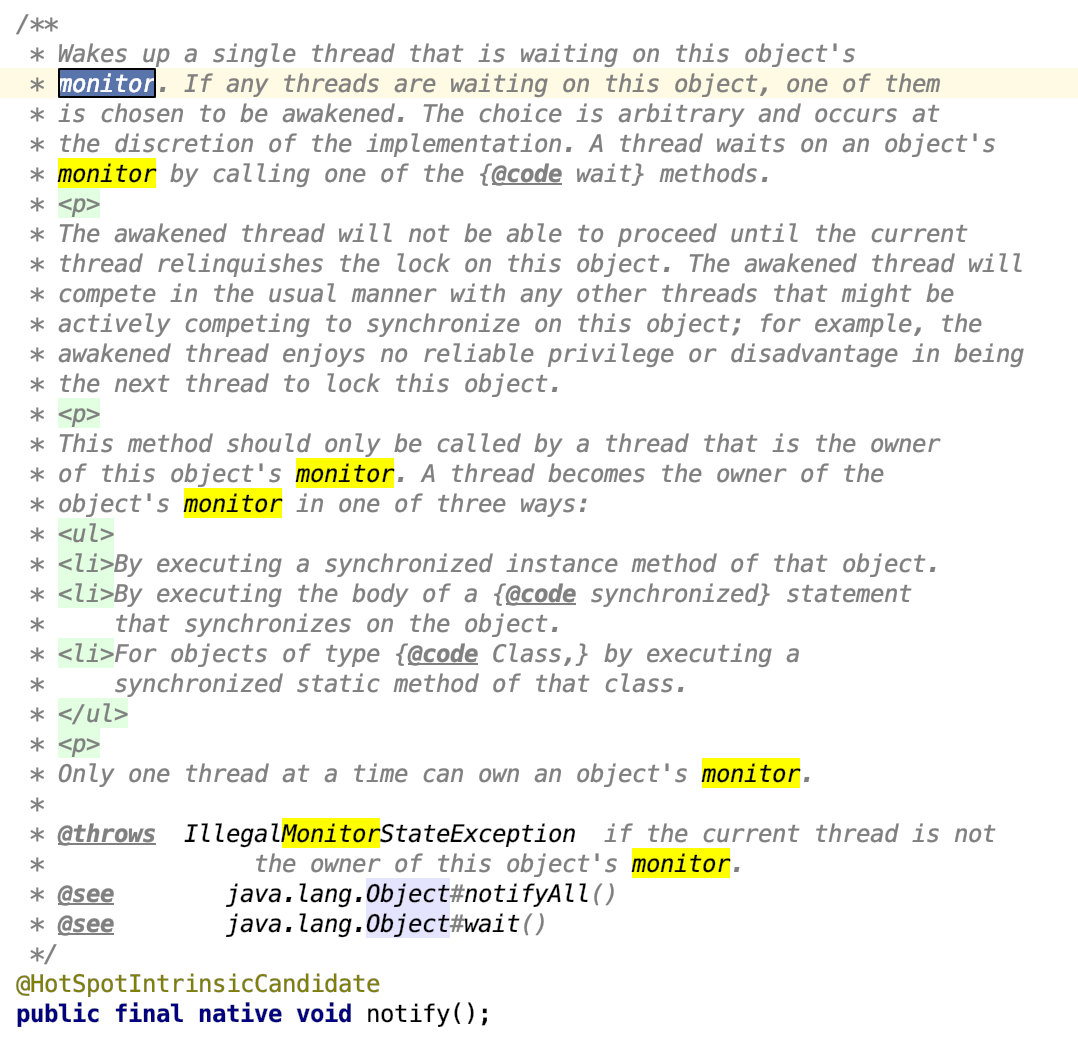 /**
* Wakes up a single thread that is waiting on this object's
* monitor. If any threads are waiting on this object, one of them
* is chosen to be awakened. The choice is arbitrary and occurs at
* the discretion of the implementation. A thread waits on an object's
* monitor by calling one of the {@code wait} methods.
* <p>
* The awakened thread will not be able to proceed until the current
* thread relinquishes the lock on this object. The awakened thread will
* compete in the usual manner with any other threads that might be
* actively competing to synchronize on this object; for example, the
* awakened thread enjoys no reliable privilege or disadvantage in being
* the next thread to lock this object.
* <p>
* This method should only be called by a thread that is the owner
* of this object's monitor. A thread becomes the owner of the
* object's monitor in one of three ways:
* <ul>
* <li>By executing a synchronized instance method of that object.
* <li>By executing the body of a {@code synchronized} statement
*     that synchronizes on the object.
* <li>For objects of type {@code Class,} by executing a
*     synchronized static method of that class.
* </ul>
* <p>
* Only one thread at a time can own an object's monitor.
*
* @throws  IllegalMonitorStateException  if the current thread is not
*               the owner of this object's monitor.
* @see        java.lang.Object#notifyAll()
* @see        java.lang.Object#wait()
*/
@HotSpotIntrinsicCandidate
public final native void notify();